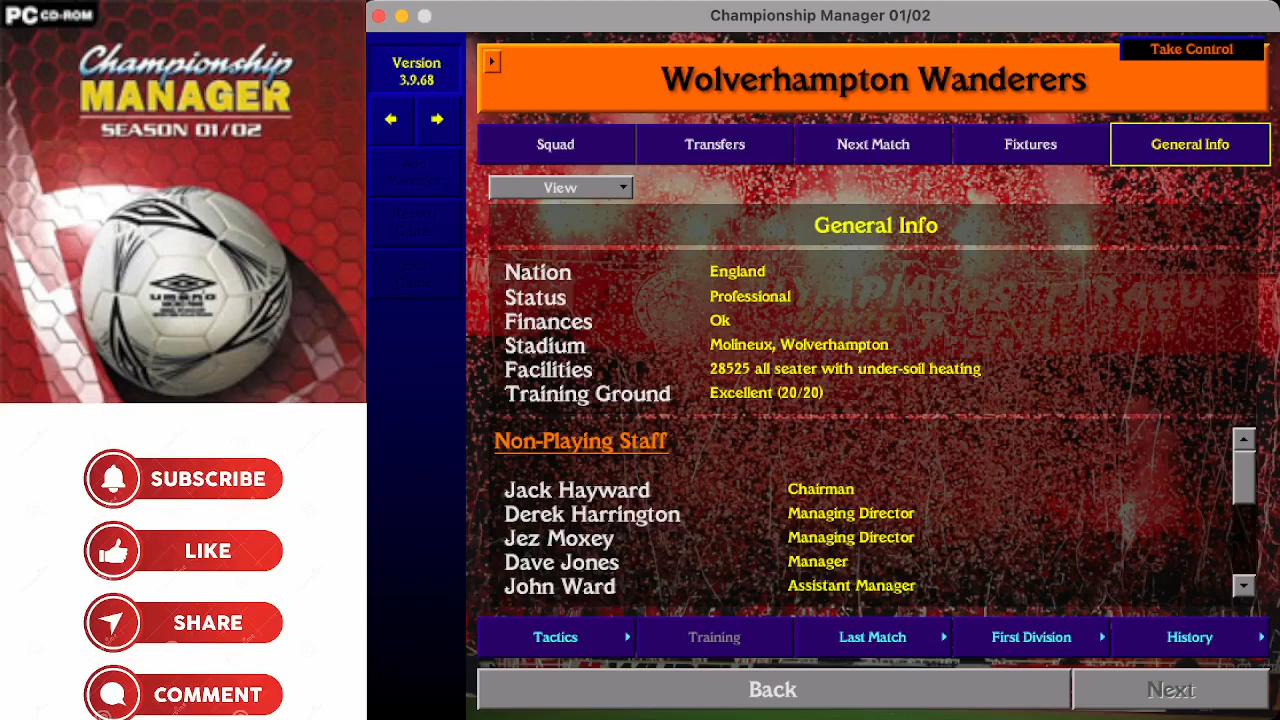 PC CD-ROM
Championship
MANAGER
SEASON 01/02
UMBRO
SUBSCRIBE
LIKE
SHARE
COMMENT
Championship Manager 01/02
Version
3.9.68
Take Control
Wolverhampton Wanderers
Squad
Transfers
Next Match
Fixtures
General Info
View
General Info
Nation England
Status Professional
Finances Ok
Stadium Molineux, Wolverhampton
Facilities 28525 all seater with under-soil heating
Training Ground Excellent (20/20)
Non-Playing Staff
Jack Hayward Chairman
Derek Harrington Managing Director
Jez Moxey Managing Director
Dave Jones Manager
John Ward Assistant Manager
Tactics
Training
Last Match
First Division
History
Back
Next